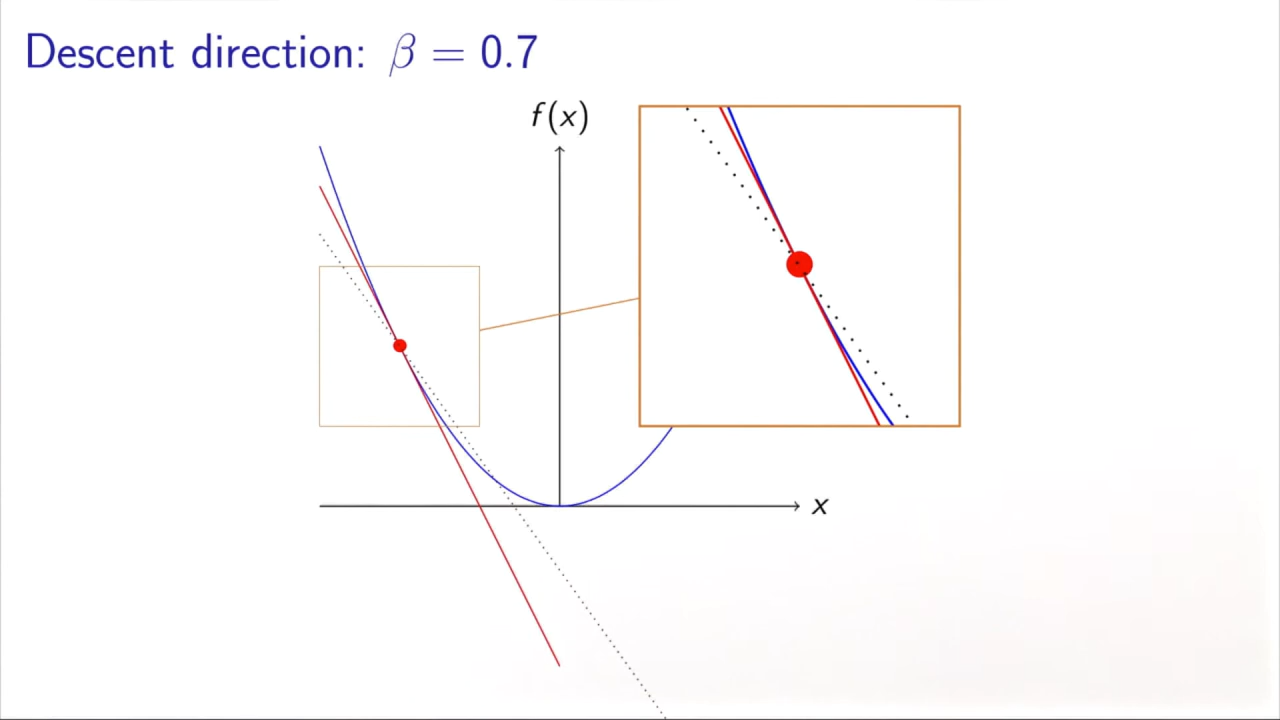 Descent direction: β = 0.7
f(x)
x